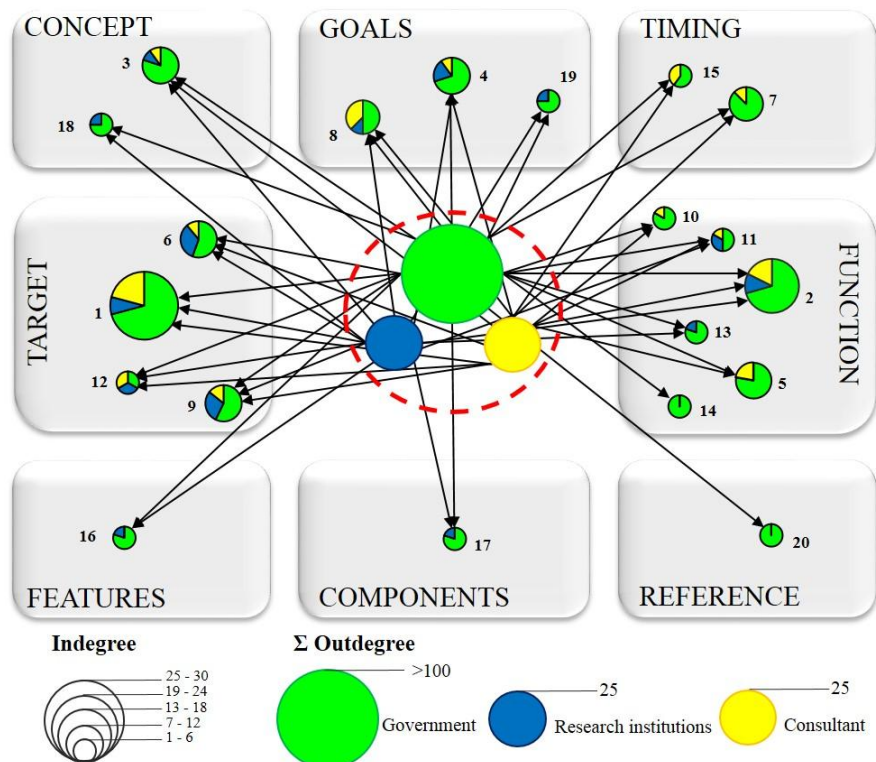 CONCEPT
GOALS
TIMING
3
4
19
15
7
18
8
TARGET
6
10
11
FUNCTION
1
2
13
12
9
5
14
16
17
20
FEATURES
COMPONENTS
REFERENCE
Indegree
Σ Outdegree
25 - 30
19 - 24
13 - 18
7 - 12
1 - 6
>100
Government
25
Research institutions
25
Consultant